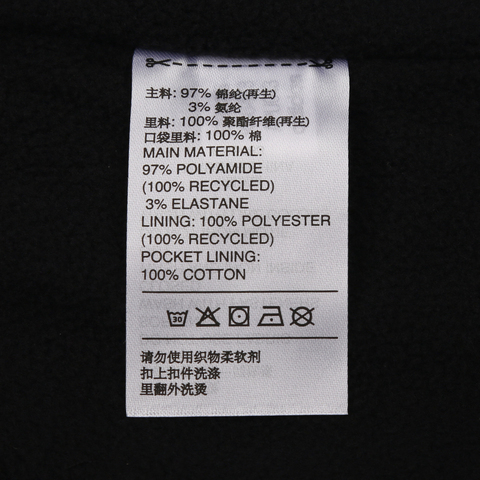 主料: 97% 锦纶(再生)
3% 氨纶
里料: 100% 聚酯纤维(再生)
口袋里料: 100% 棉
MAIN MATERIAL:
97% POLYAMIDE
(100% RECYCLED)
3% ELASTANE
LINING: 100% POLYESTER
(100% RECYCLED)
POCKET LINING:
100% COTTON
30
请勿使用织物柔软剂
扣上扣件洗涤
里翻外洗烫